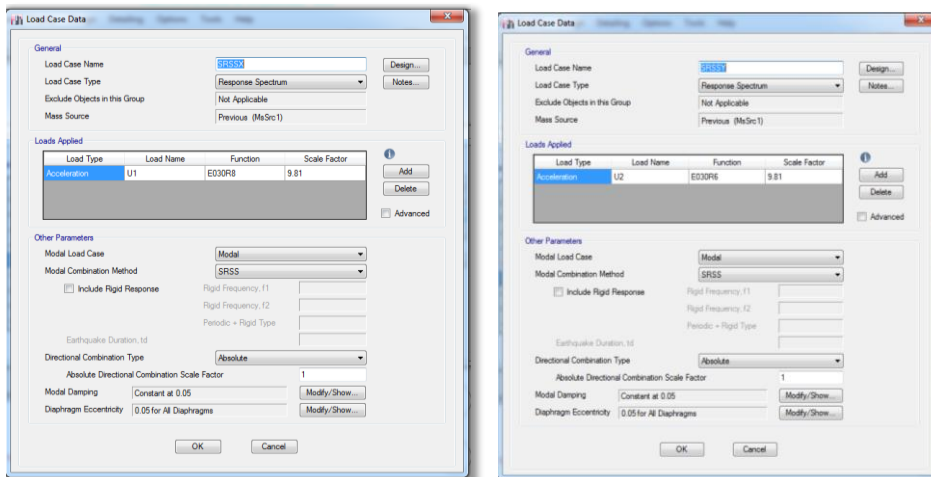 Load Case Data
General
Load Case Name SRSSX Design...
Load Case Type Response Spectrum Notes...
Exclude Objects in this Group Not Applicable
Mass Source Previous (MsSrc1)
Loads Applied
Load Type Load Name Function Scale Factor
Acceleration U1 E030R8 9.81 Add
Delete
Advanced
Other Parameters
Modal Load Case Modal
Modal Combination Method SRSS
Include Rigid Response Rigid Frequency, f1
Rigid Frequency, f2
Periodic + Rigid Type
Earthquake Duration, td
Directional Combination Type Absolute
Absolute Directional Combination Scale Factor 1
Modal Damping Constant at 0.05 Modify/Show...
Diaphragm Eccentricity 0.05 for All Diaphragms Modify/Show...
OK Cancel
Load Case Data
General
Load Case Name SRSSY Design...
Load Case Type Response Spectrum Notes...
Exclude Objects in this Group Not Applicable
Mass Source Previous (MsSrc1)
Loads Applied
Load Type Load Name Function Scale Factor
Acceleration U2 E030R6 9.81 Add
Delete
Advanced
Other Parameters
Modal Load Case Modal
Modal Combination Method SRSS
Include Rigid Response Rigid Frequency, f1
Rigid Frequency, f2
Periodic + Rigid Type
Earthquake Duration, td
Directional Combination Type Absolute
Absolute Directional Combination Scale Factor 1
Modal Damping Constant at 0.05 Modify/Show...
Diaphragm Eccentricity 0.05 for All Diaphragms Modify/Show...
OK Cancel